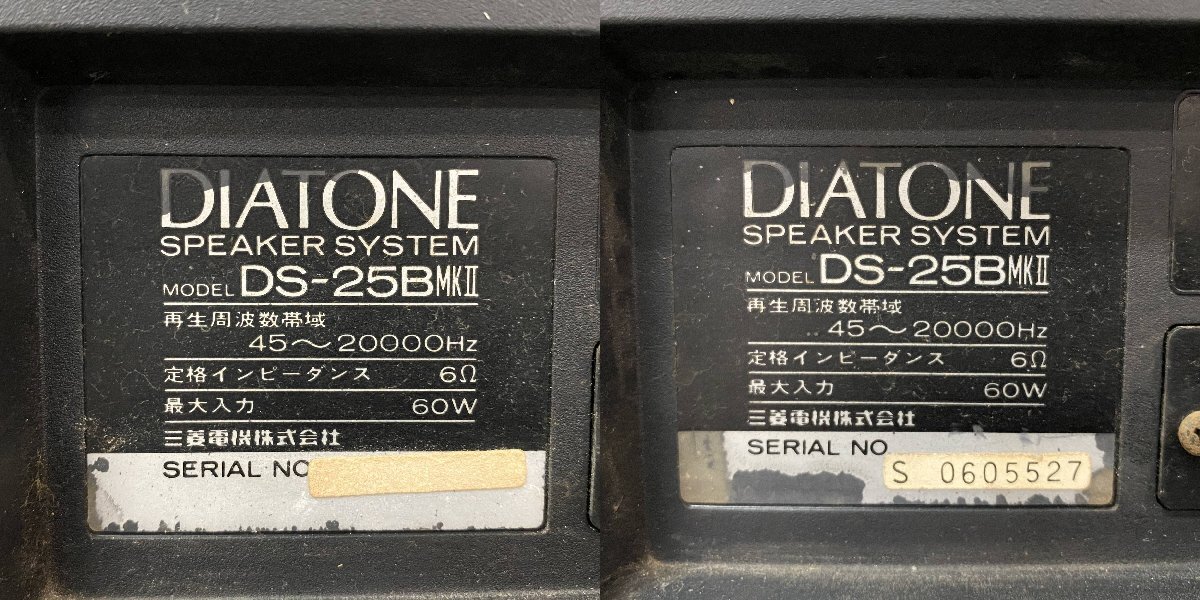 DIATONE
SPEAKER SYSTEM
MODEL DS-25BMKII
再生周波数帯域
45〜20000Hz
定格インピーダンス 6Ω
最大入力 60W
三菱電機株式会社
SERIAL NO
DIATONE
SPEAKER SYSTEM
MODEL DS-25BMKII
再生周波数帯域
45〜20000Hz
定格インピーダンス 6Ω
最大入力 60W
三菱電機株式会社
SERIAL NO
S 0605527